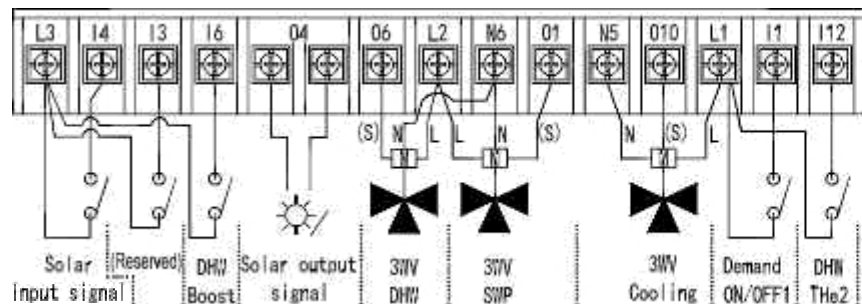 L3 I4 I3 I6 O4 O6 L2 N6 O1 N5 O10 L1 I1 I12
(S) N L L N (S) N (S) L
M M M
Solar (Reserved) DHW Solar output 3WV 3WV 3WV Demand DHW
input signal Boost signal DHW SWP Cooling ON/OFF1 THe2